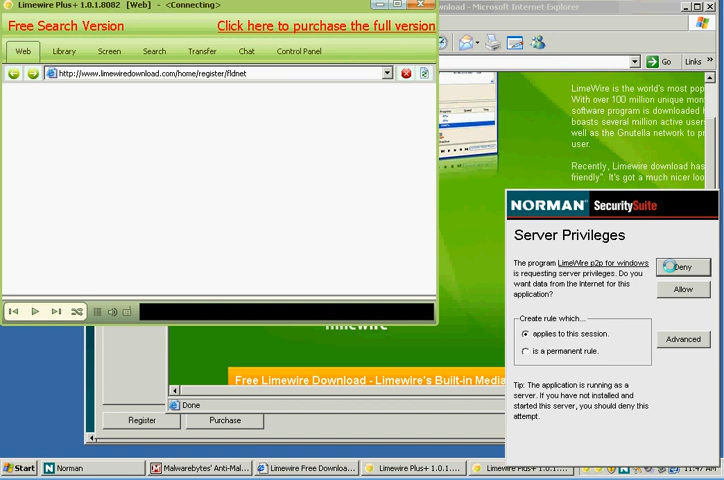 Limewire Plus+ 1.0.1.8082 [Web] - <Connecting>
Free Search Version
Click here to purchase the full version
Web
Library
Screen
Search
Transfer
Chat
Control Panel
http://www.limewiredownload.com/home/register/fldnet
wnload - Microsoft Internet Explorer
Go
Links »
LimeWire is the world's most pop
With over 100 million unique mon
software program is downloaded
boasts several million active user
well as the Gnutella network to pr
user.
Recently, Limewire download has
friendly". It's got a much nicer loo
NORMAN SecuritySuite
Server Privileges
The program LimeWire p2p for windows
is requesting server privileges. Do you
want data from the Internet for this
application?
Deny
Allow
Create rule which...
applies to this session.
is a permanent rule.
Advanced
Tip: The application is running as a
server. If you have not installed and
started this server, you should deny this
attempt.
limewire
Free Limewire Download - Limewire's Built-in Media
Done
Register
Purchase
Start
Norman
Malwarebytes' Anti-Mal...
Limewire Free Downloa...
Limewire Plus+ 1.0.1....
Limewire Plus+ 1.0.1....
11:47 AM